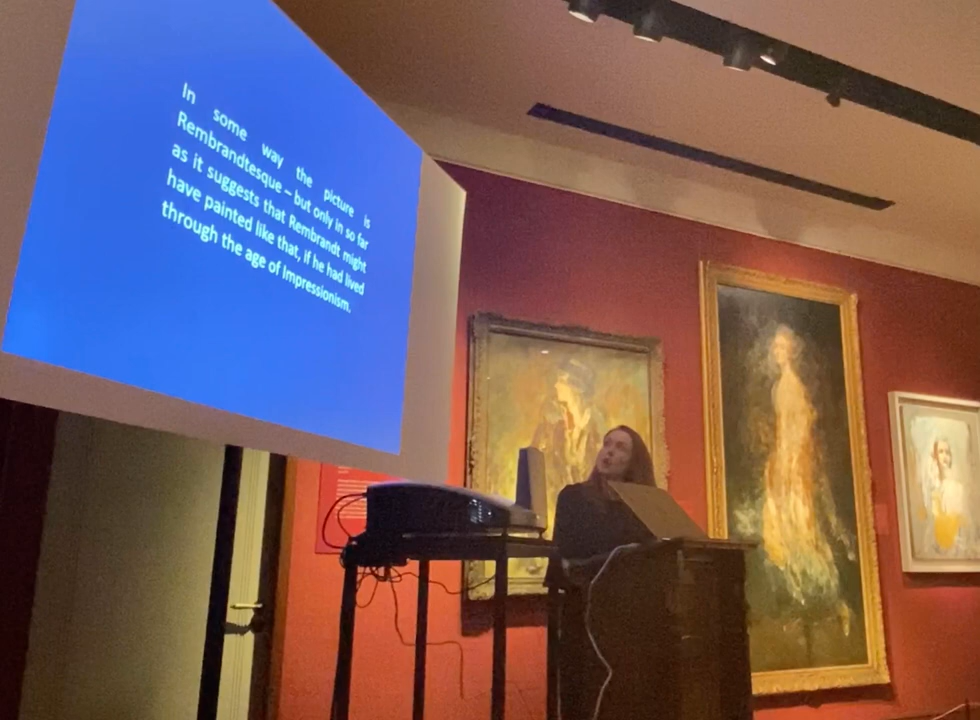 In some way the picture is
Rembrandtesque – but only in so far
as it suggests that Rembrandt might
have painted like that, if he had lived
through the age of Impressionism.